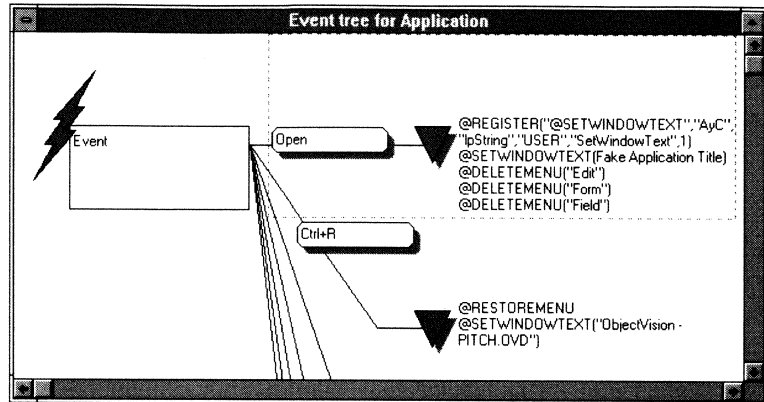 Event tree for Application
Event
Open
@REGISTER("@SETWINDOWTEXT","AyC",
"lpString","USER","SetWindowText",1)
@SETWINDOWTEXT(Fake Application Title)
@DELETEMENU("Edit")
@DELETEMENU("Form")
@DELETEMENU("Field")
Ctrl+R
@RESTOREMENU
@SETWINDOWTEXT("ObjectVision -
PITCH.OVD")